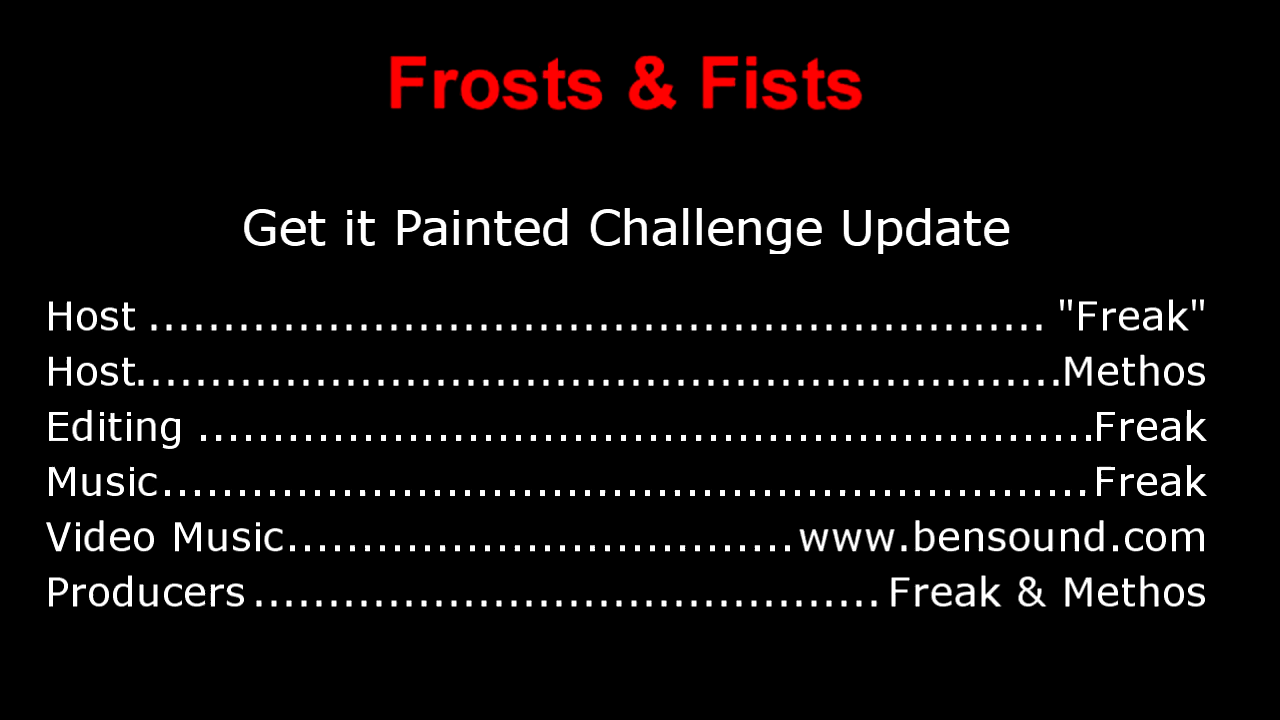 Frosts & Fists
Get it Painted Challenge Update
Host ............................................................ "Freak"
Host..............................................................Methos
Editing ............................................................Freak
Music.............................................................. Freak
Video Music.................................. www.bensound.com
Producers .......................................... Freak & Methos